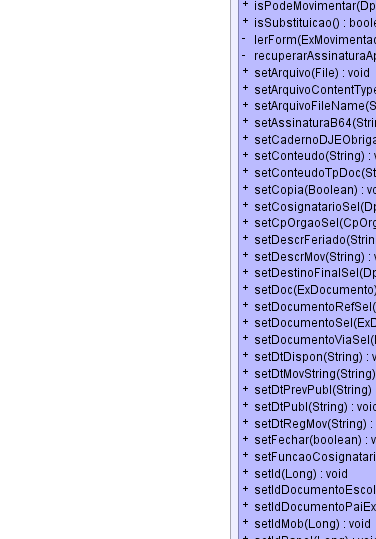 + isPodeMovimentar(Dp
+ isSubstituicao() : boole
- lerForm(ExMovimentac
- recuperarAssinaturaAp
+ setArquivo(File) : void
+ setArquivoContentType
+ setArquivoFileName(S
+ setAssinaturaB64(Strin
+ setCadernoDJEObriga
+ setConteudo(String) : v
+ setConteudoTpDoc(St
+ setCopia(Boolean) : vo
+ setCosignatarioSel(Dp
+ setCpOrgaoSel(CpOrg
+ setDescrFeriado(Strin
+ setDescrMov(String) : v
+ setDestinoFinalSel(Dp
+ setDoc(ExDocumento)
+ setDocumentoRefSel(
+ setDocumentoSel(ExD
+ setDocumentoViaSel(
+ setDtDispon(String) : v
+ setDtMovString(String)
+ setDtPrevPubl(String)
+ setDtPubl(String) : void
+ setDtRegMov(String) :
+ setFechar(boolean) : v
+ setFuncaoCosignatari
+ setId(Long) : void
+ setIdDocumentoEscol
+ setIdDocumentoPaiEx
+ setIdMob(Long) : void
+ setIdPapel(Long) : void